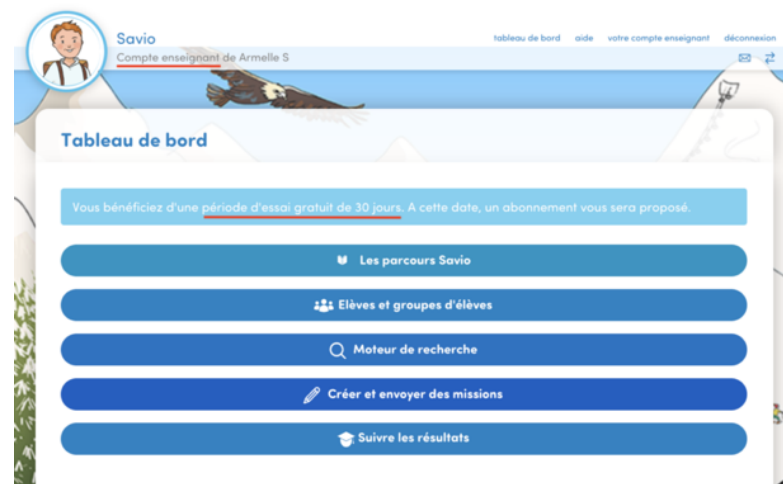 Savio
tableau de bord aide votre compte enseignant déconnexion
Compte enseignant de Armelle S
Tableau de bord
Vous bénéficiez d'une période d'essai gratuit de 30 jours. A cette date, un abonnement vous sera proposé.
Les parcours Savio
Elèves et groupes d'élèves
Moteur de recherche
Créer et envoyer des missions
Suivre les résultats